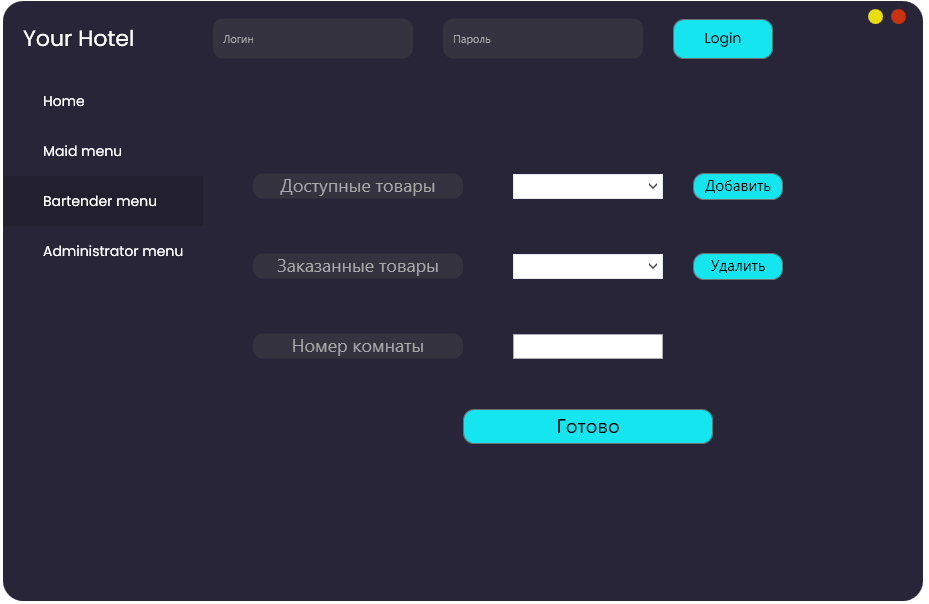 Your Hotel
Логин
Пароль
Login
Home
Maid menu
Bartender menu
Administrator menu
Доступные товары
Добавить
Заказанные товары
Удалить
Номер комнаты
Готово